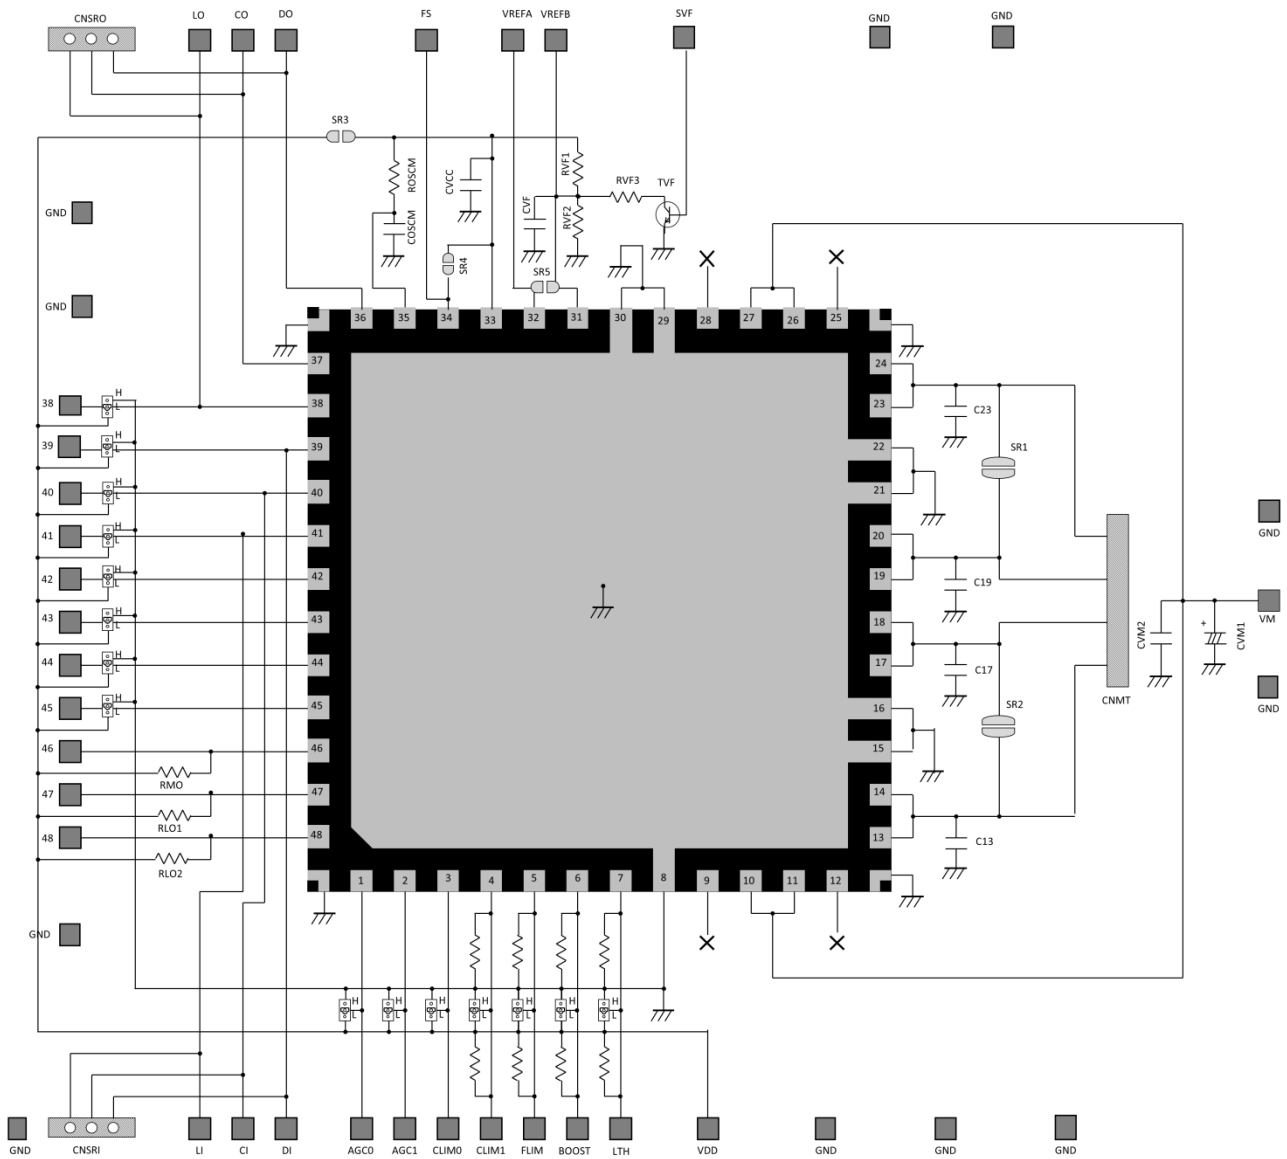 CNSRO LO CO DO FS VREFA VREFB SVF GND GND
SR3
ROSCM
COSCM
CVCC
SR4
CVF
RVF1
RVF2
RVF3
TVF
SR5
GND
GND
36 35 34 33 32 31 30 29 28 27 26 25
37
38 H L 38
39 H L 39
40 H L 40
41 H L 41
42 H L 42
43 H L 43
44 H L 44
45 H L 45
46 46
RMO
47 47
RLO1
48 48
RLO2
24
23 C23
22 SR1
21
20
19 C19
18
17 C17
16 SR2
15
14
13 C13
CNMT
CVM2
+
CVM1
GND
VM
GND
1 2 3 4 5 6 7 8 9 10 11 12
GND
H H H H H H H
L L L L L L L
GND CNSRI LI CI DI AGC0 AGC1 CLIM0 CLIM1 FLIM BOOST LTH VDD GND GND GND